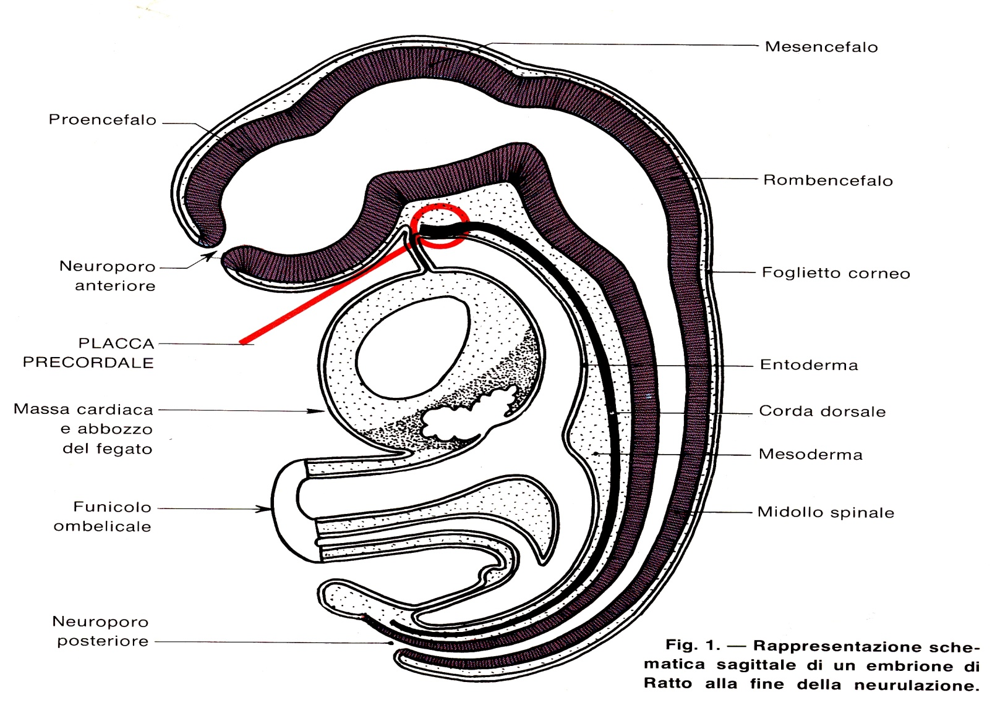 Mesencefalo
Proencefalo
Rombencefalo
Neuroporo
anteriore
Foglietto corneo
PLACCA
PRECORDALE
Entoderma
Massa cardiaca
e abbozzo
del fegato
Corda dorsale
Mesoderma
Funicolo
ombelicale
Midollo spinale
Neuroporo
posteriore
Fig. 1. — Rappresentazione sche-
matica sagittale di un embrione di
Ratto alla fine della neurulazione.